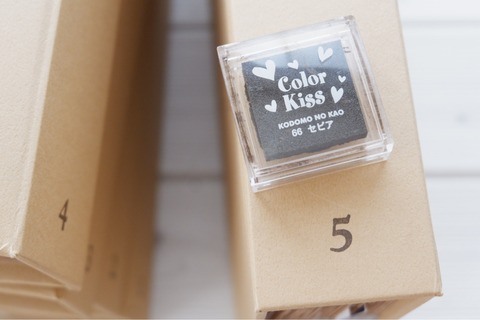 Color
Kiss
KODOMO NO KAO
66 セピア
5
4